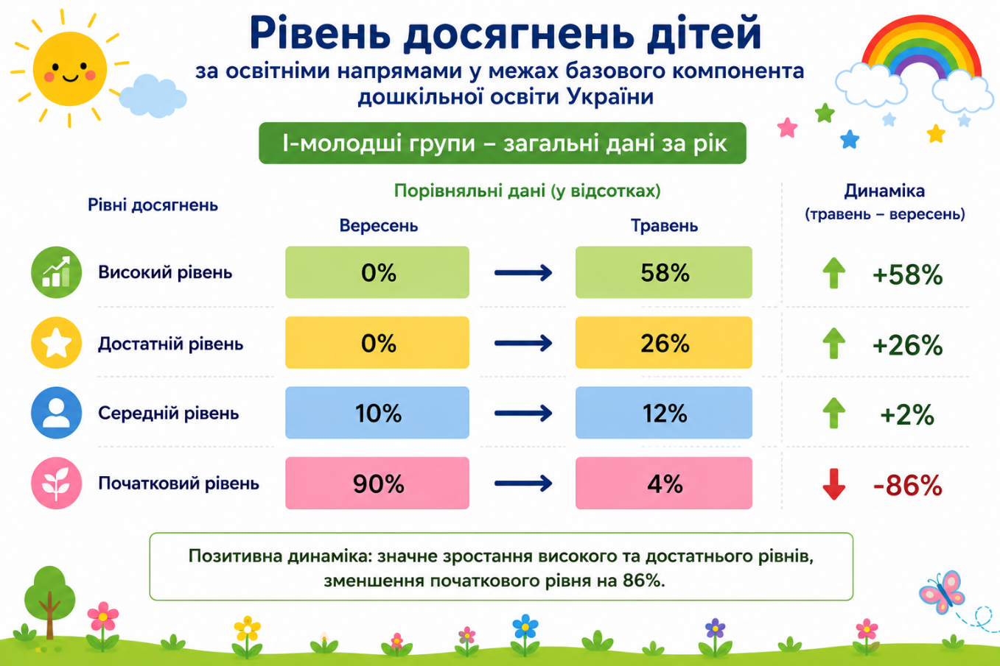 Рівень досягнень дітей
за освітніми напрямами у межах базового компонента
дошкільної освіти України
І-молодші групи – загальні дані за рік
Рівні досягнень
Порівняльні дані (у відсотках)
Вересень
Травень
Динаміка
(травень – вересень)
Високий рівень
0%
58%
+58%
Достатній рівень
0%
26%
+26%
Середній рівень
10%
12%
+2%
Початковий рівень
90%
4%
-86%
Позитивна динаміка: значне зростання високого та достатнього рівнів,
зменшення початкового рівня на 86%.